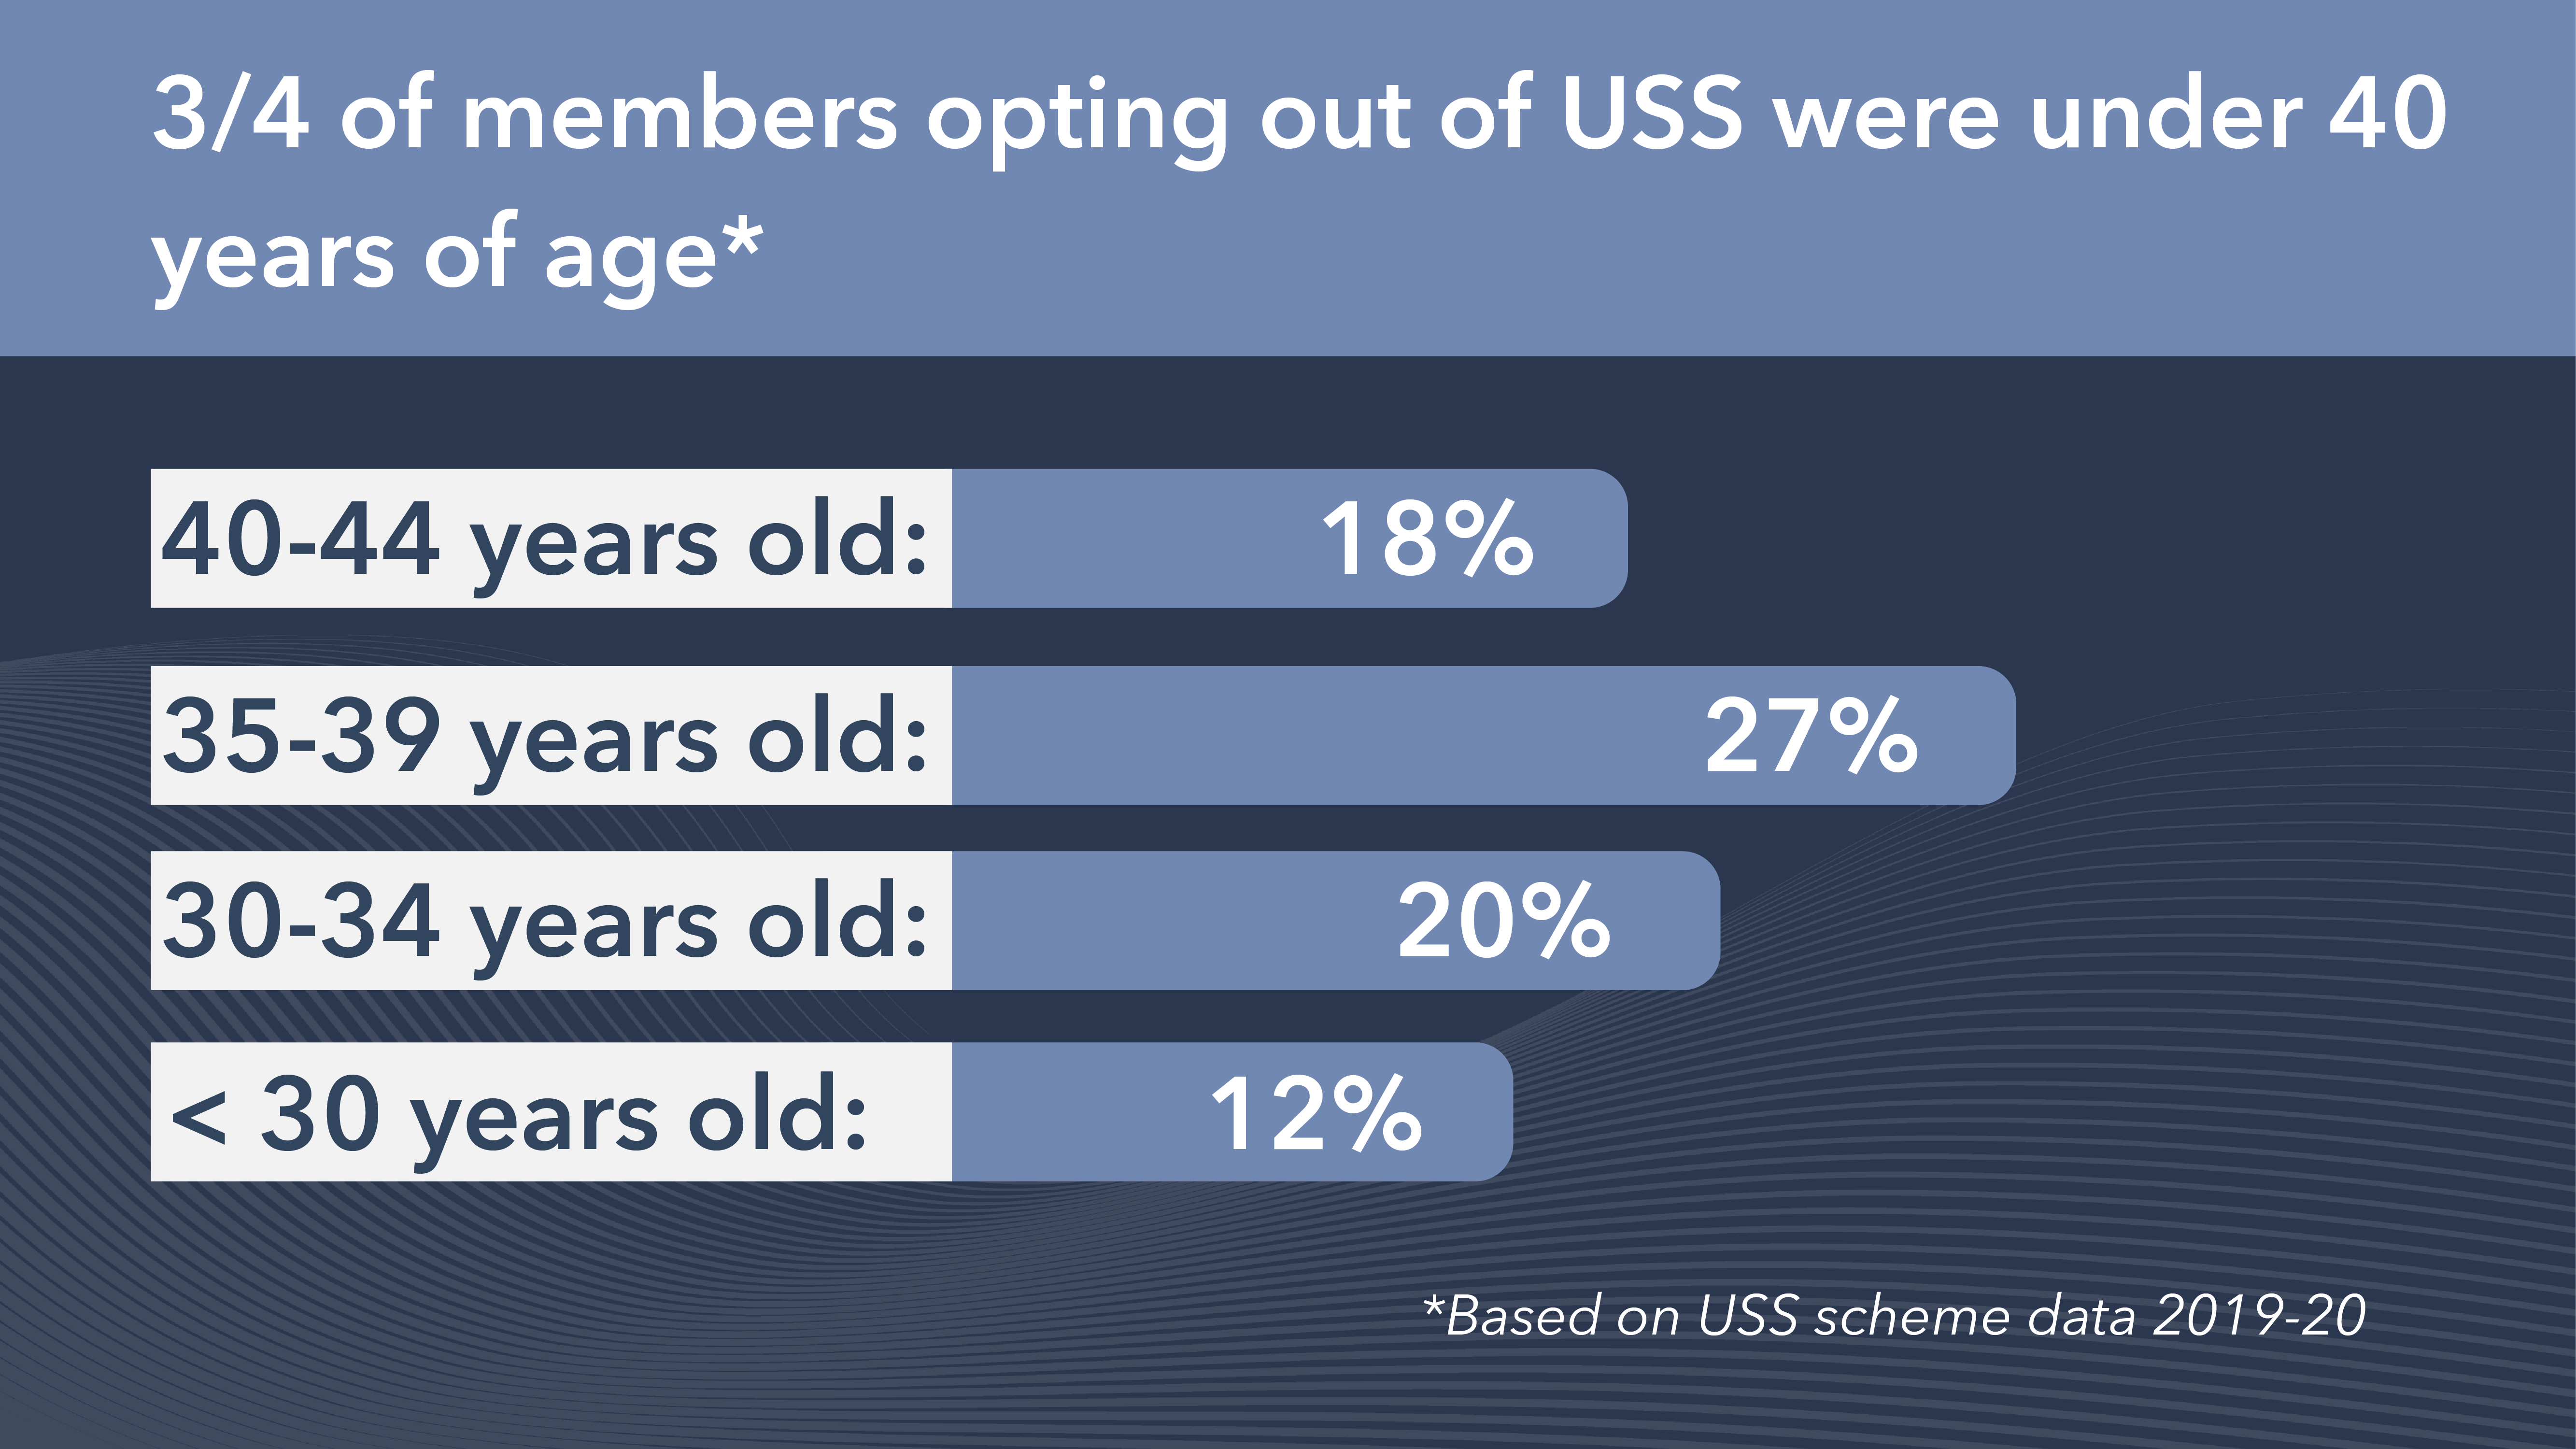 3/4 of members opting out of USS were under 40
years of age*
40-44 years old: 18%
35-39 years old: 27%
30-34 years old: 20%
< 30 years old: 12%
*Based on USS scheme data 2019-20